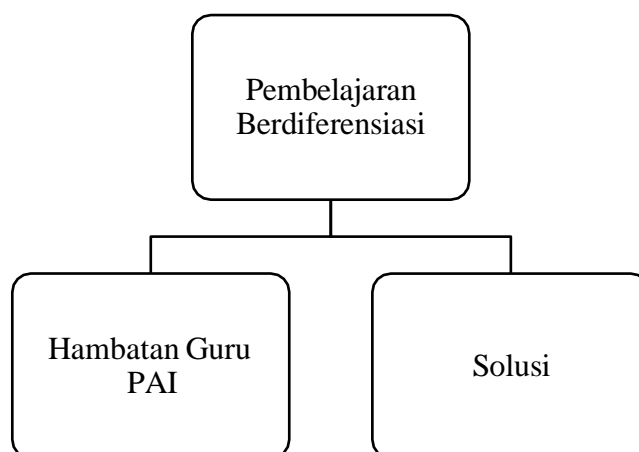 Pembelajaran
Berdiferensiasi
Hambatan Guru
PAI
Solusi